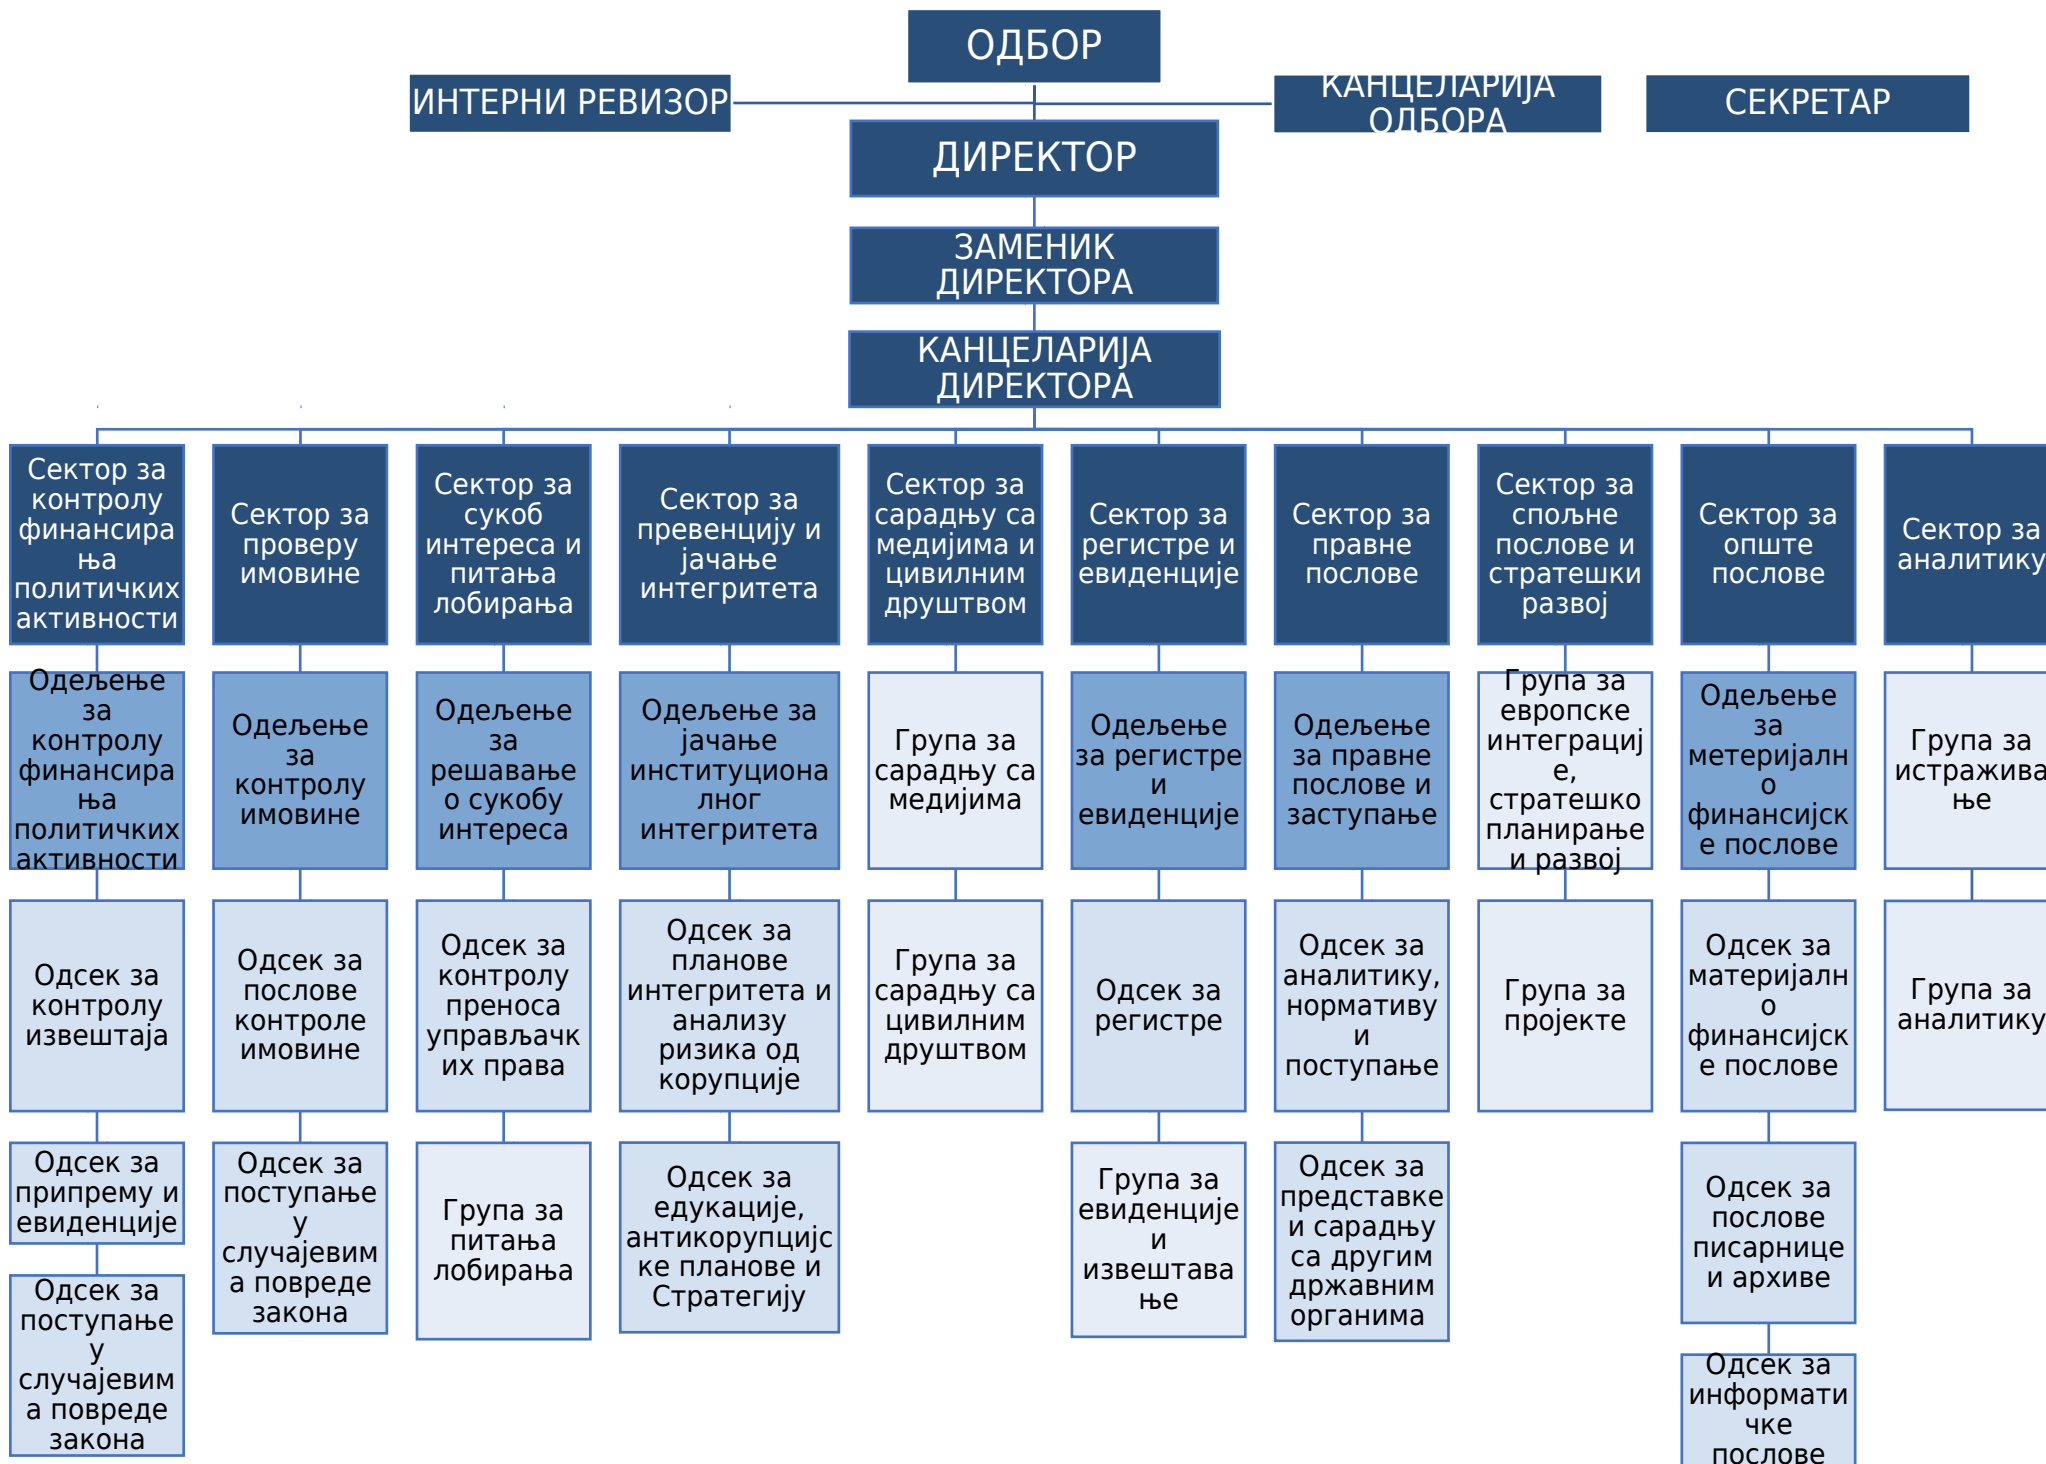 ОДБОР
ИНТЕРНИ РЕВИЗОР
КАНЦЕЛАРИЈА
ОДБОРА
СЕКРЕТАР
ДИРЕКТОР
ЗАМЕНИК
ДИРЕКТОРА
КАНЦЕЛАРИЈА
ДИРЕКТОРА
Сектор за
контролу
финансира
ња
политичких
активности
Сектор за
проверу
имовине
Сектор за
сукоб
интереса и
питања
лобирања
Сектор за
превенцију и
јачање
интегритета
Сектор за
сарадњу са
медијима и
цивилним
друштвом
Сектор за
регистре и
евиденције
Сектор за
правне
послове
Сектор за
спољне
послове и
стратешки
развој
Сектор за
опште
послове
Сектор за
аналитику
Одељење
за
контролу
финансира
ња
политичких
активности
Одељење
за
контролу
имовине
Одељење
за
решавање
о сукобу
интереса
Одељење за
јачање
институциона
лног
интегритета
Група за
сарадњу са
медијима
Одељење
за регистре
и
евиденције
Одељење
за правне
послове и
заступање
Група за
европске
интеграциј
е,
стратешко
планирање
и развој
Одељење
за
метеријалн
о
финансијск
е послове
Група за
истражива
ње
Одсек за
контролу
извештаја
Одсек за
послове
контроле
имовине
Одсек за
контролу
преноса
управљачк
их права
Одсек за
планове
интегритета и
анализу
ризика од
корупције
Група за
сарадњу са
цивилним
друштвом
Одсек за
регистре
Одсек за
аналитику,
нормативу
и
поступање
Група за
пројекте
Одсек за
материјалн
о
финансијск
е послове
Група за
аналитику
Одсек за
припрему и
евиденције
Одсек за
поступање
у
случајевим
а повреде
закона
Група за
питања
лобирања
Одсек за
едукације,
антикорупцијс
ке планове и
Стратегију
Група за
евиденције
и
извештава
ње
Одсек за
представке
и сарадњу
са другим
државним
органима
Одсек за
послове
писарнице
и архиве
Одсек за
поступање
у
случајевим
а повреде
закона
Одсек за
информати
чке
послове